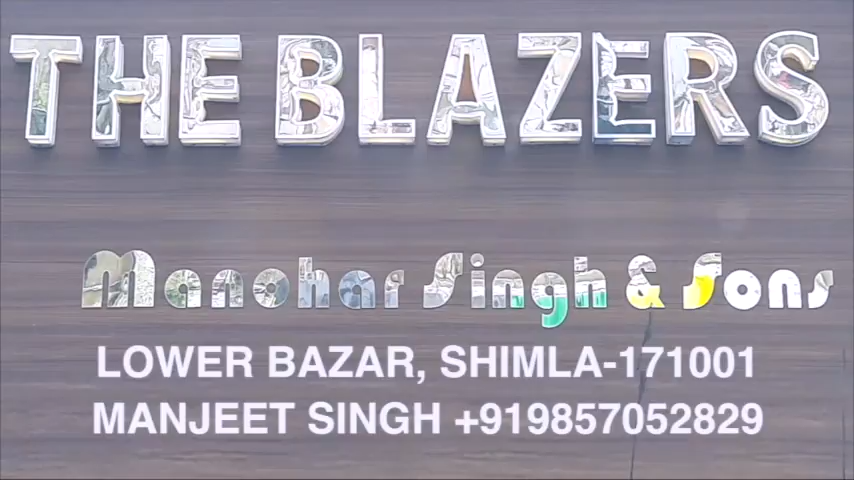 THE BLAZERS
Manohar Singh & Sons
LOWER BAZAR, SHIMLA-171001
MANJEET SINGH +919857052829